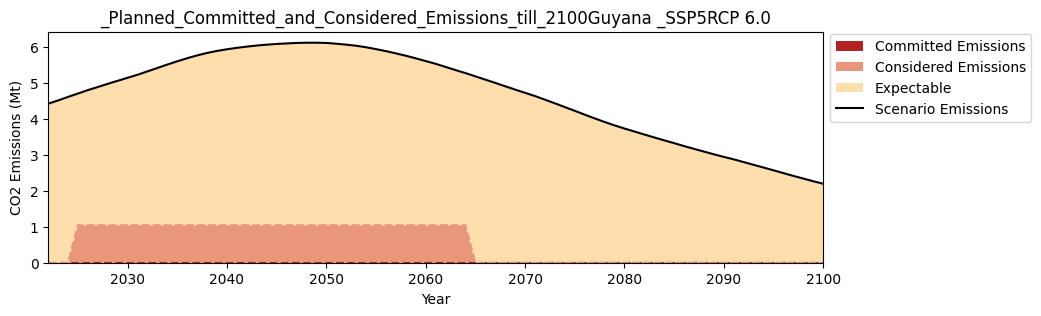 _Planned_Committed_and_Considered_Emissions_till_2100Guyana _SSP5RCP 6.0
CO2 Emissions (Mt)
6
5
4
3
2
1
0
2030 2040 2050 2060 2070 2080 2090 2100
Year
Committed Emissions
Considered Emissions
Expectable
Scenario Emissions